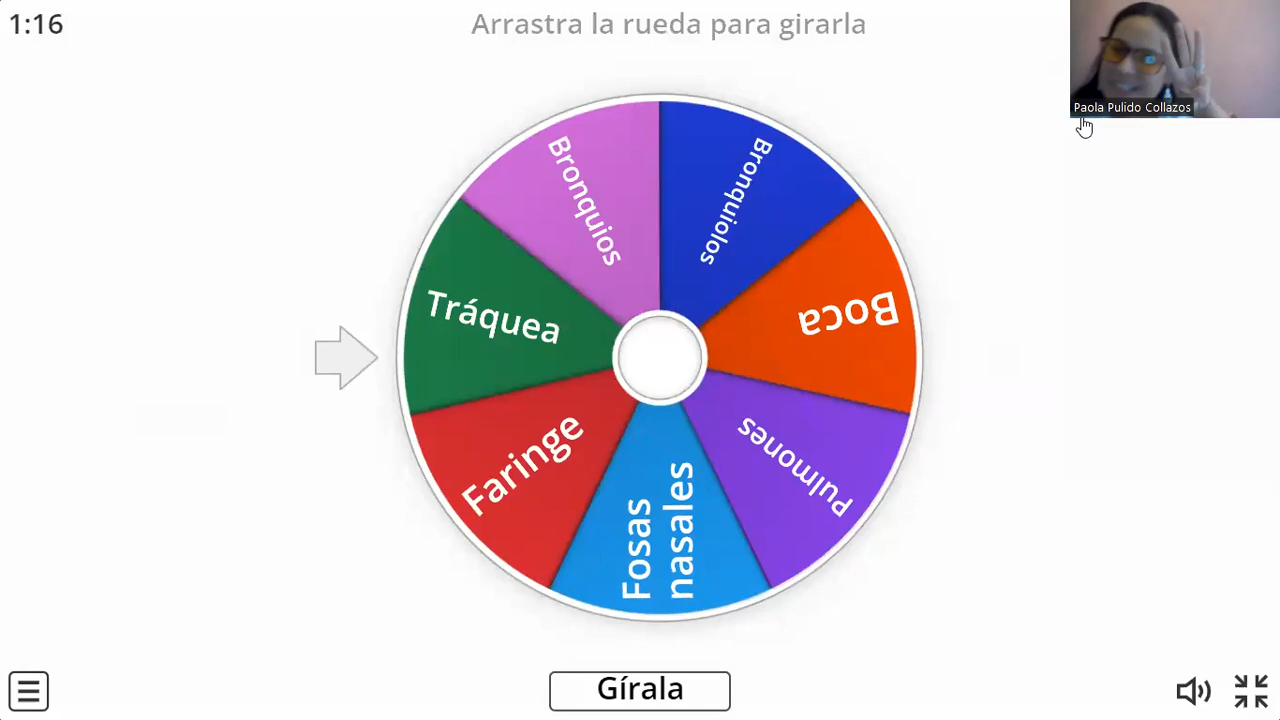 1:16
Arrastra la rueda para girarla
Paola Pulido Collazos
Bronquios
Bronquiolos
Tráquea
Boca
Faringe
Pulmones
Fosas
nasales
Gírala